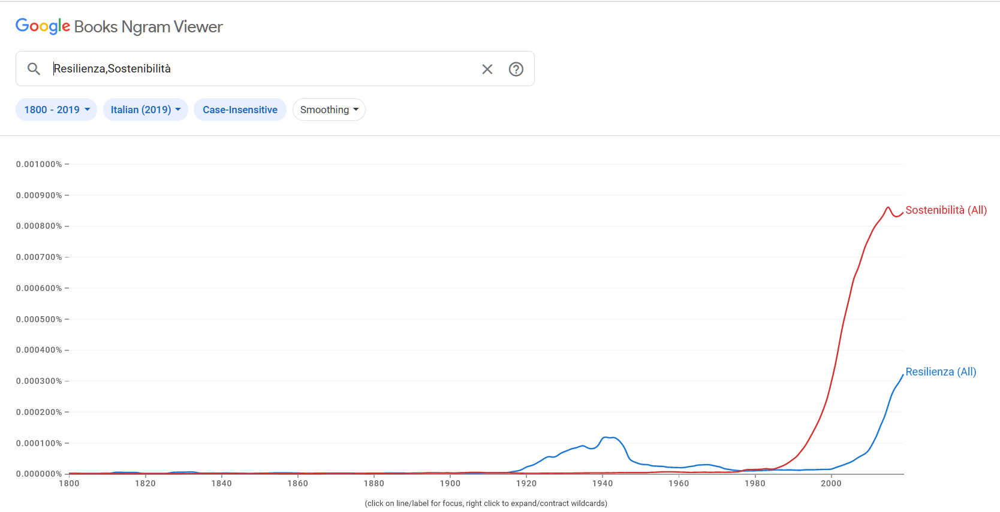 Google Books Ngram Viewer
Resilienza,Sostenibilità
1800 - 2019 Italian (2019) Case-Insensitive Smoothing
0.001000%
0.000900%
Sostenibilità (All)
0.000800%
0.000700%
0.000600%
0.000500%
0.000400%
0.000300%
Resilienza (All)
0.000200%
0.000100%
0.000000%
1800 1820 1840 1860 1880 1900 1920 1940 1960 1980 2000
(click on line/label for focus, right click to expand/contract wildcards)